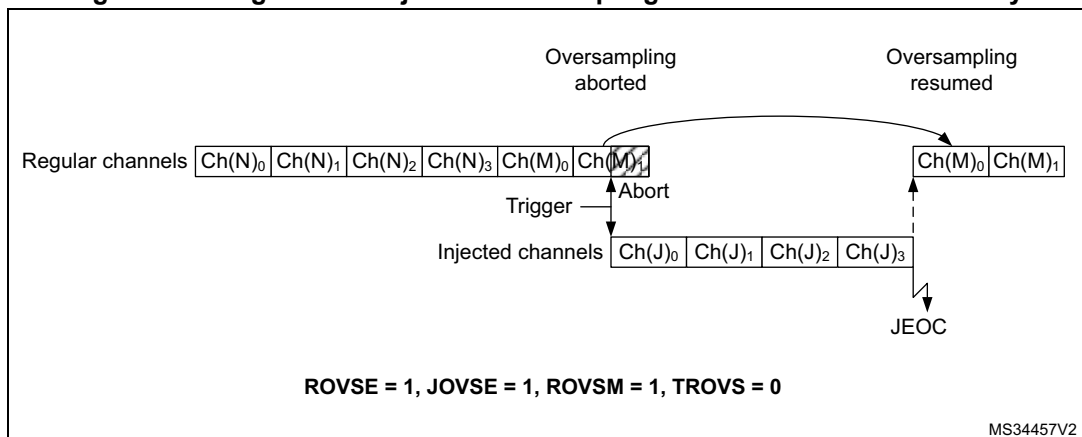 Oversampling
aborted
Oversampling
resumed
Regular channels Ch(N)₀ Ch(N)₁ Ch(N)₂ Ch(N)₃ Ch(M)₀ Ch(M)₁ Ch(M)₀ Ch(M)₁
Abort
Trigger
Injected channels Ch(J)₀ Ch(J)₁ Ch(J)₂ Ch(J)₃
JEOC
ROVSE = 1, JOVSE = 1, ROVSM = 1, TROVS = 0
MS34457V2